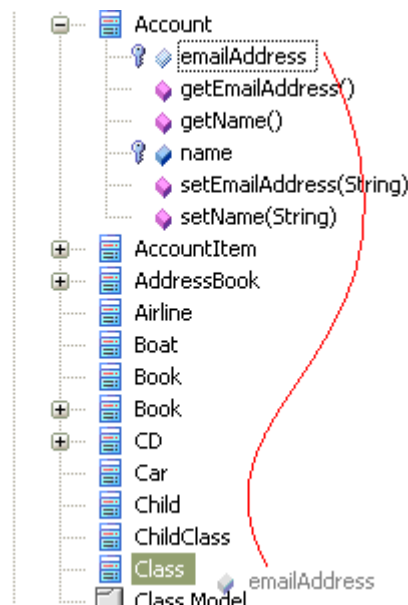 Account
emailAddress
getEmailAddress()
getName()
name
setEmailAddress(String)
setName(String)
AccountItem
AddressBook
Airline
Boat
Book
Book
CD
Car
Child
ChildClass
Class
emailAddress
Class Model